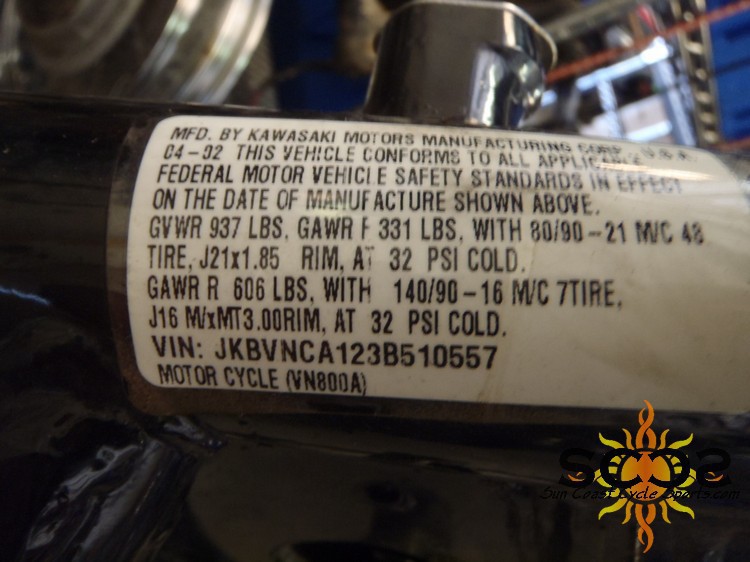 MFD. BY KAWASAKI MOTORS MANUFACTURING CORP., U.S.A.
04-02 THIS VEHICLE CONFORMS TO ALL
FEDERAL MOTOR VEHICLE SAFETY STANDARDS IN EFFECT
ON THE DATE OF MANUFACTURE SHOWN ABOVE.
GVWR 937 LBS, GAWR F 331 LBS, WITH 80/90-21 M/C 48
TIRE, J21x1.85 RIM, AT 32 PSI COLD.
GAWR R 606 LBS, WITH 140/90-16 M/C 7TIRE,
J16 M/xMT3.00RIM, AT 32 PSI COLD.
VIN: JKBVNCA123B510557
MOTOR CYCLE (VN800A)
SCCS
Sun Coast Cycle Sports.com